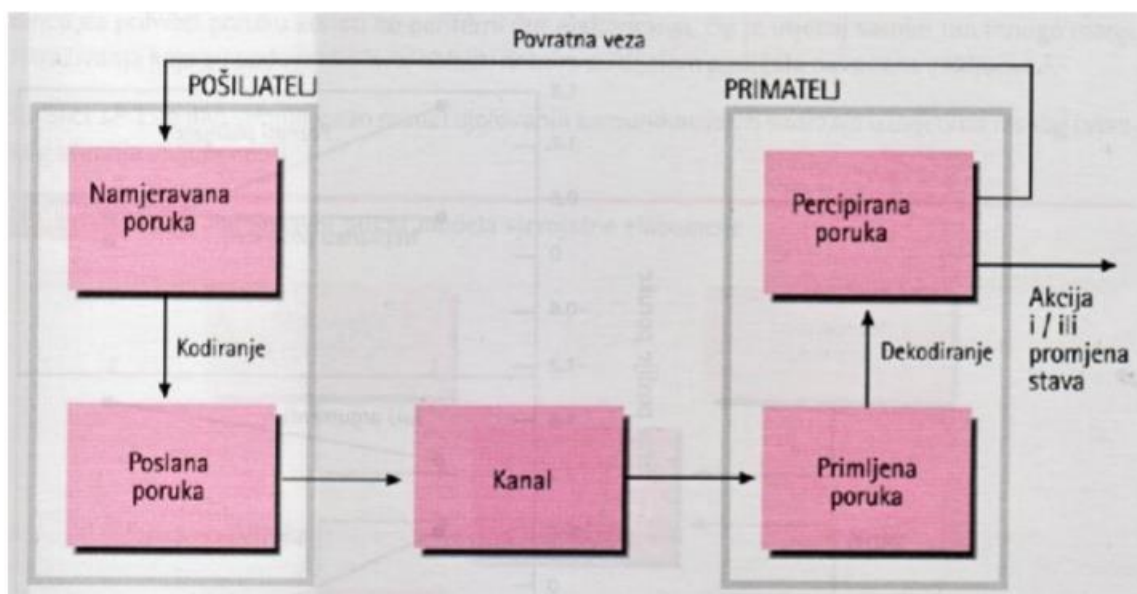 Povratna veza
POŠILJATELJ
PRIMATELJ
Namjeravana
poruka
Percipirana
poruka
Kodiranje
Dekodiranje
Akcija
i / ili
promjena
stava
Poslana
poruka
Kanal
Primljena
poruka